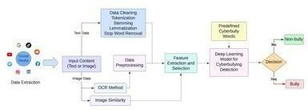 Data Cleaning
Tokenization
Stemming
Lemmatization
Stop Word Removal
Predefined
Cyberbully
Words
Non-bully
Text Data
Input Content
(Text or Image)
Data
Preprocessing
Feature
Extraction and
Selection
Deep Learning
Model for
Cyberbullying
Detection
Decision
Data Extraction
Image Data
OCR Method
Image Similarity
Bully